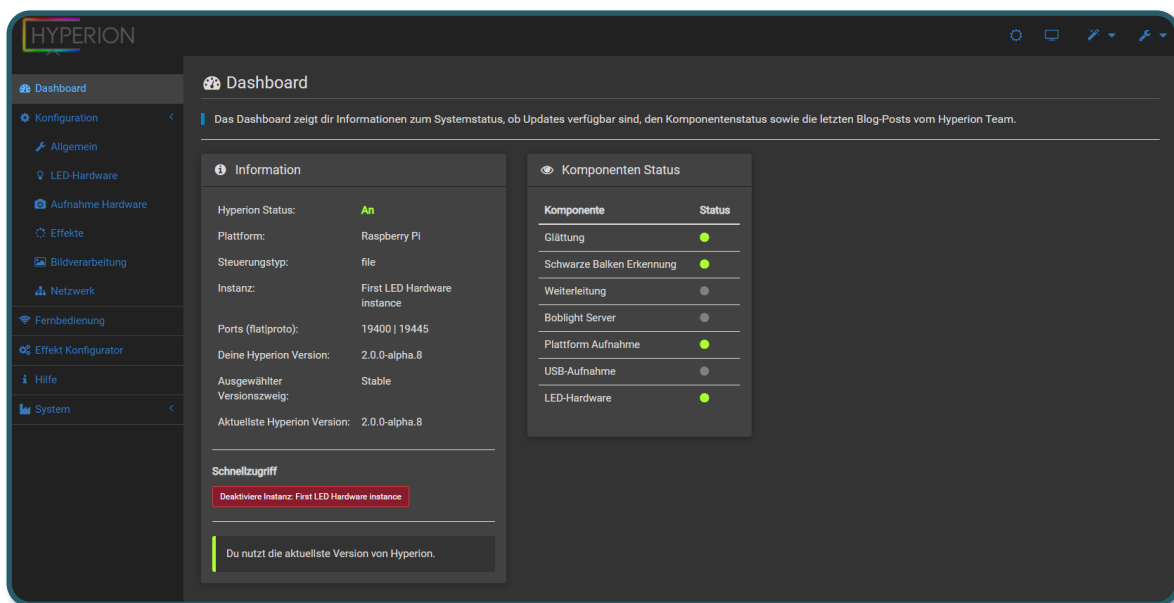 HYPERION
Dashboard
Konfiguration
Allgemein
LED-Hardware
Aufnahme Hardware
Effekte
Bildverarbeitung
Netzwerk
Fernbedienung
Effekt Konfigurator
Hilfe
System
Dashboard
Das Dashboard zeigt dir Informationen zum Systemstatus, ob Updates verfügbar sind, den Komponentenstatus sowie die letzten Blog-Posts vom Hyperion Team.
Information
Hyperion Status: An
Plattform: Raspberry Pi
Steuerungstyp: file
Instanz: First LED Hardware
instance
Ports (flat|proto): 19400 | 19445
Deine Hyperion Version: 2.0.0-alpha.8
Ausgewählter Stable
Versionszweig:
Aktuellste Hyperion Version: 2.0.0-alpha.8
Schnellzugriff
Deaktiviere Instanz: First LED Hardware instance
Du nutzt die aktuellste Version von Hyperion.
Komponenten Status
Komponente Status
Glättung
Schwarze Balken Erkennung
Weiterleitung
Boblight Server
Plattform Aufnahme
USB-Aufnahme
LED-Hardware